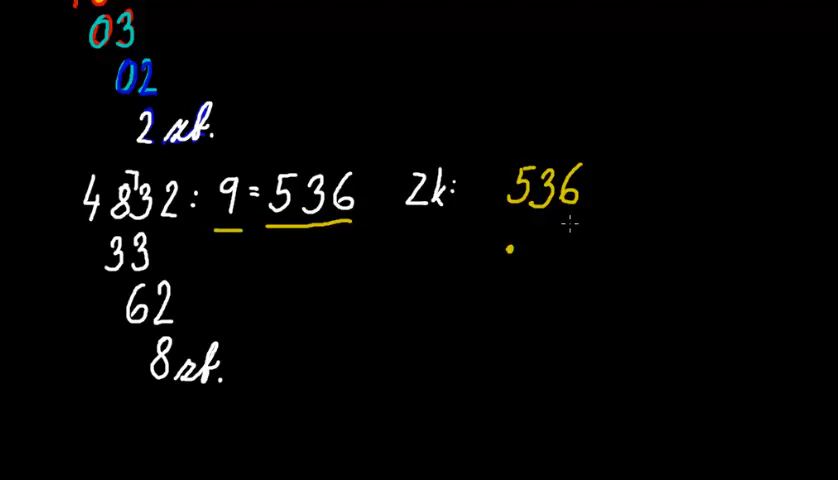 03
02
2 zb.
4832 : 9 = 536 Zk: 536
33 .
62
8 zb.